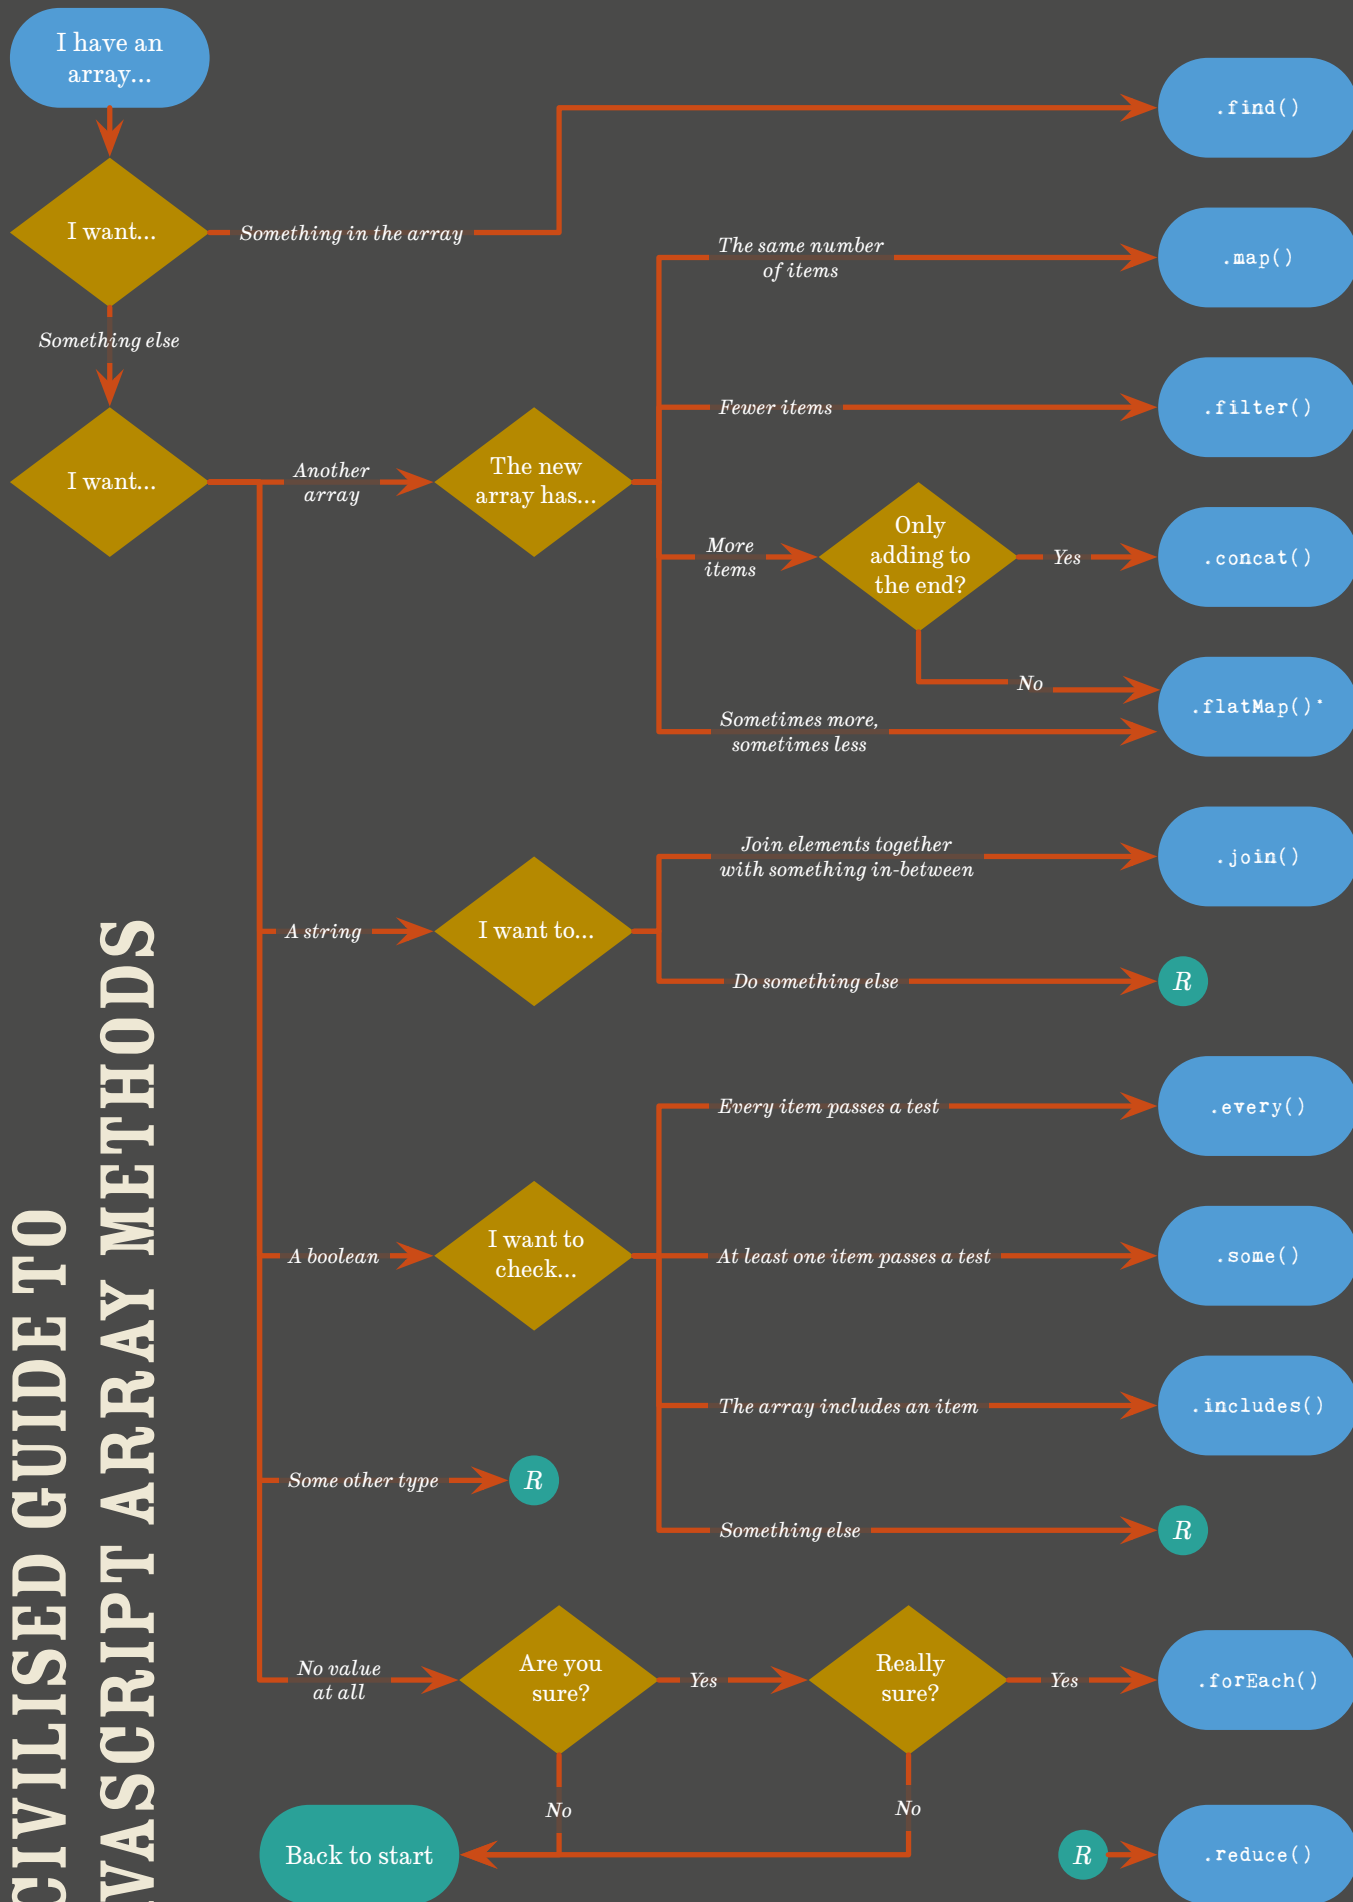 I have an
array...
.find()
I want...
Something in the array
The same number
of items
.map()
Something else
Fewer items
.filter()
I want...
Another
array
The new
array has...
More
items
Only
adding to
the end?
Yes
.concat()
No
.flatMap()*
Sometimes more,
sometimes less
Join elements together
with something in-between
.join()
A string
I want to...
Do something else
R
Every item passes a test
.every()
A boolean
I want to
check...
At least one item passes a test
.some()
The array includes an item
.includes()
Some other type
R
Something else
R
No value
at all
Are you
sure?
Yes
Really
sure?
Yes
.forEach()
No
No
Back to start
R
.reduce()
CIVILISED GUIDE TO
VASCRIPT ARRAY METHODS